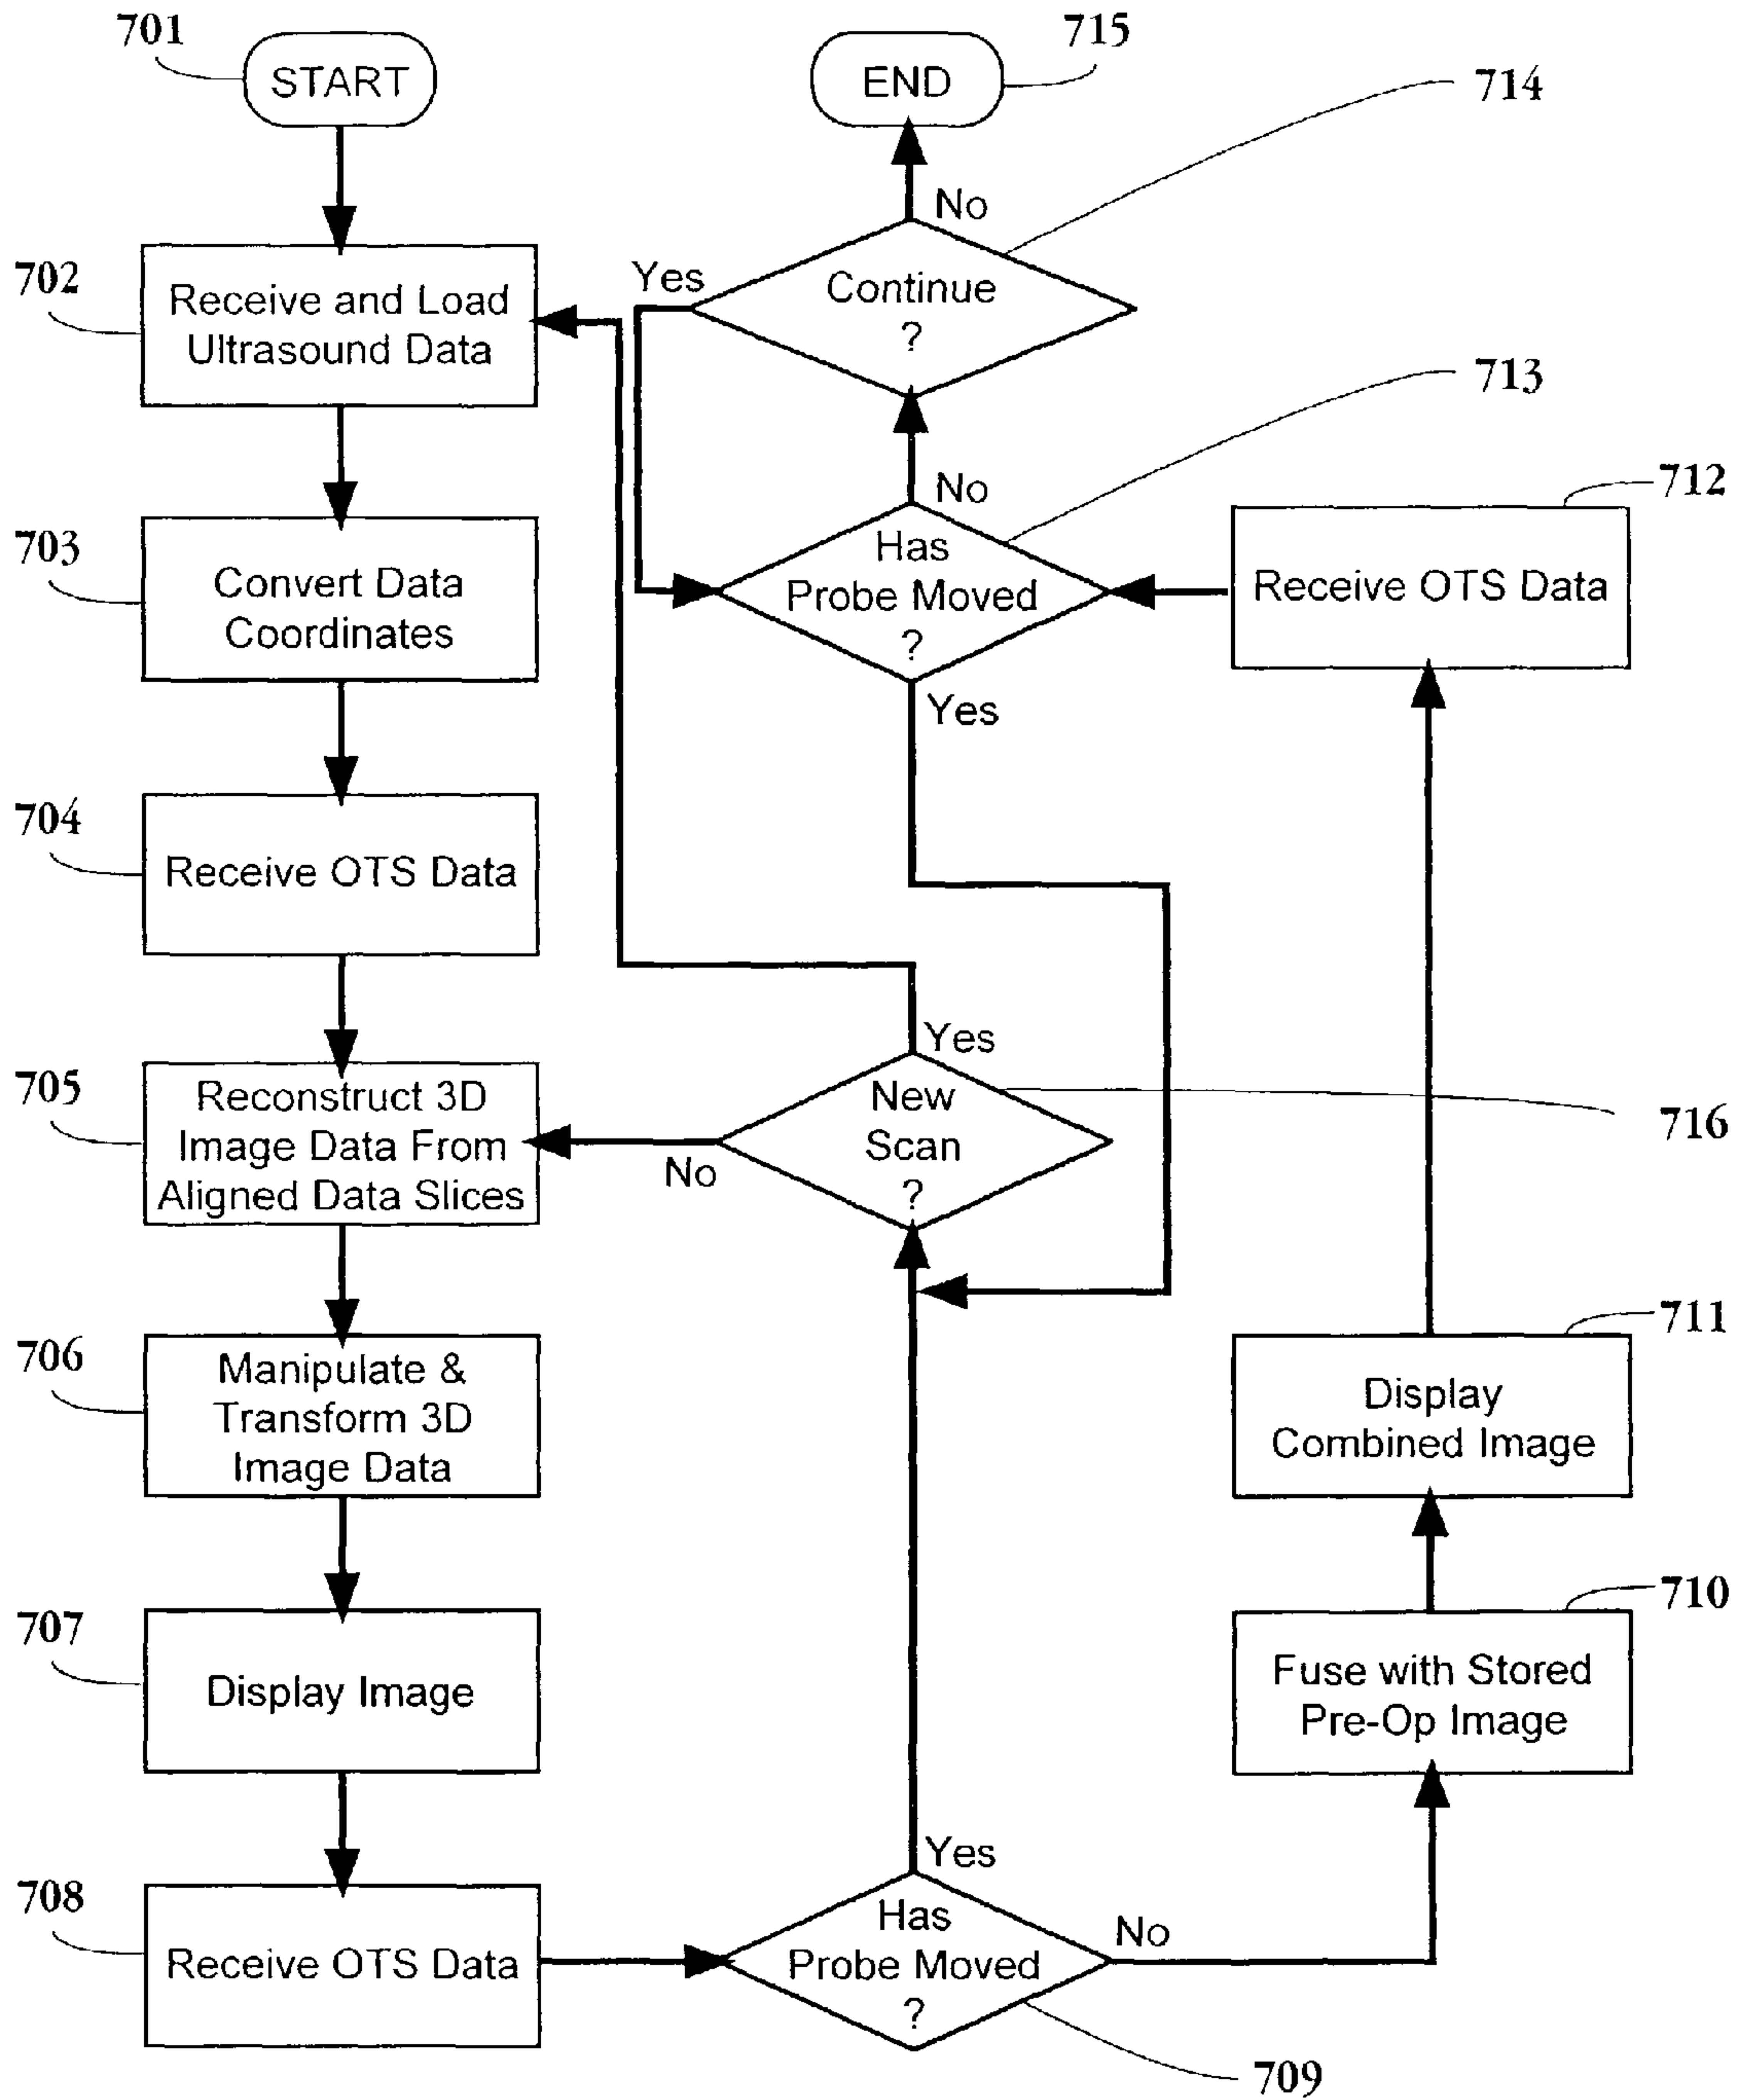 701
START
702
Receive and Load
Ultrasound Data
703
Convert Data
Coordinates
704
Receive OTS Data
705
Reconstruct 3D
Image Data From
Aligned Data Slices
706
Manipulate &
Transform 3D
Image Data
707
Display Image
708
Receive OTS Data
Has
Probe Moved
?
709
Yes
No
710
Fuse with Stored
Pre-Op Image
711
Display
Combined Image
712
Receive OTS Data
713
Has
Probe Moved
?
No
Yes
714
Continue
?
Yes
No
715
END
716
New
Scan
?
Yes
No